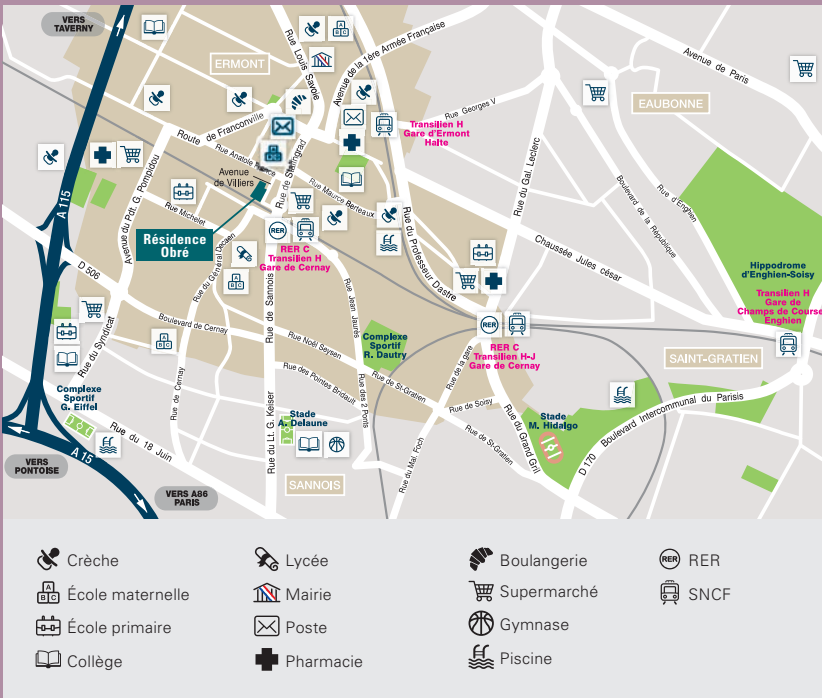 VERS
TAVERNY
ERMONT
Rue Louis Savoie
Avenue de la 1ère Armée Française
Avenue de Paris
EAUBONNE
Route de Franconville
Rue Georges V
Transilien H
Gare d'Ermont
Halte
Rue Anatole France
Rue de Stalingrad
Avenue
de Villiers
Rue Maurice Berteaux
Rue du Gal. Leclerc
Boulevard de la République
Rue d'Enghien
A 115
Avenue du Pdt. G. Pompidou
Rue Michelet
Résidence
Obré
RER
RER C
Transilien H
Gare de Cernay
Rue du Général Decaen
Rue du Professeur Dastre
Chaussée Jules césar
Hippodrome
d'Enghien-Soisy
Transilien H
Gare de
Champs de Course
Enghien
D 506
Rue de Sannois
Rue Jean Jaurès
Boulevard de Cernay
Rue du Syndicat
Rue Noël Seysen
Complexe
Sportif
R. Dautry
RER
RER C
Transilien H-J
Gare de Cernay
SAINT-GRATIEN
Rue de la gare
Rue de Cernay
Rue des Pointes Bridault
Rue de St-Gratien
Rue des 2 Ponts
Complexe
Sportif
G. Eiffel
Rue du 18 Juin
Rue du Lt. G. Keiser
Stade
A. Delaune
Rue de Soisy
Rue de St-Gratien
Rue du Mal. Foch
Rue du Grand Gril
Stade
M. Hidalgo
D 170
Boulevard Intercommunal du Parisis
VERS
PONTOISE
A 15
VERS A86
PARIS
SANNOIS
Crèche
Lycée
Boulangerie
RER
RER
A
B C
École maternelle
Mairie
Supermarché
SNCF
École primaire
Poste
Gymnase
Collège
Pharmacie
Piscine